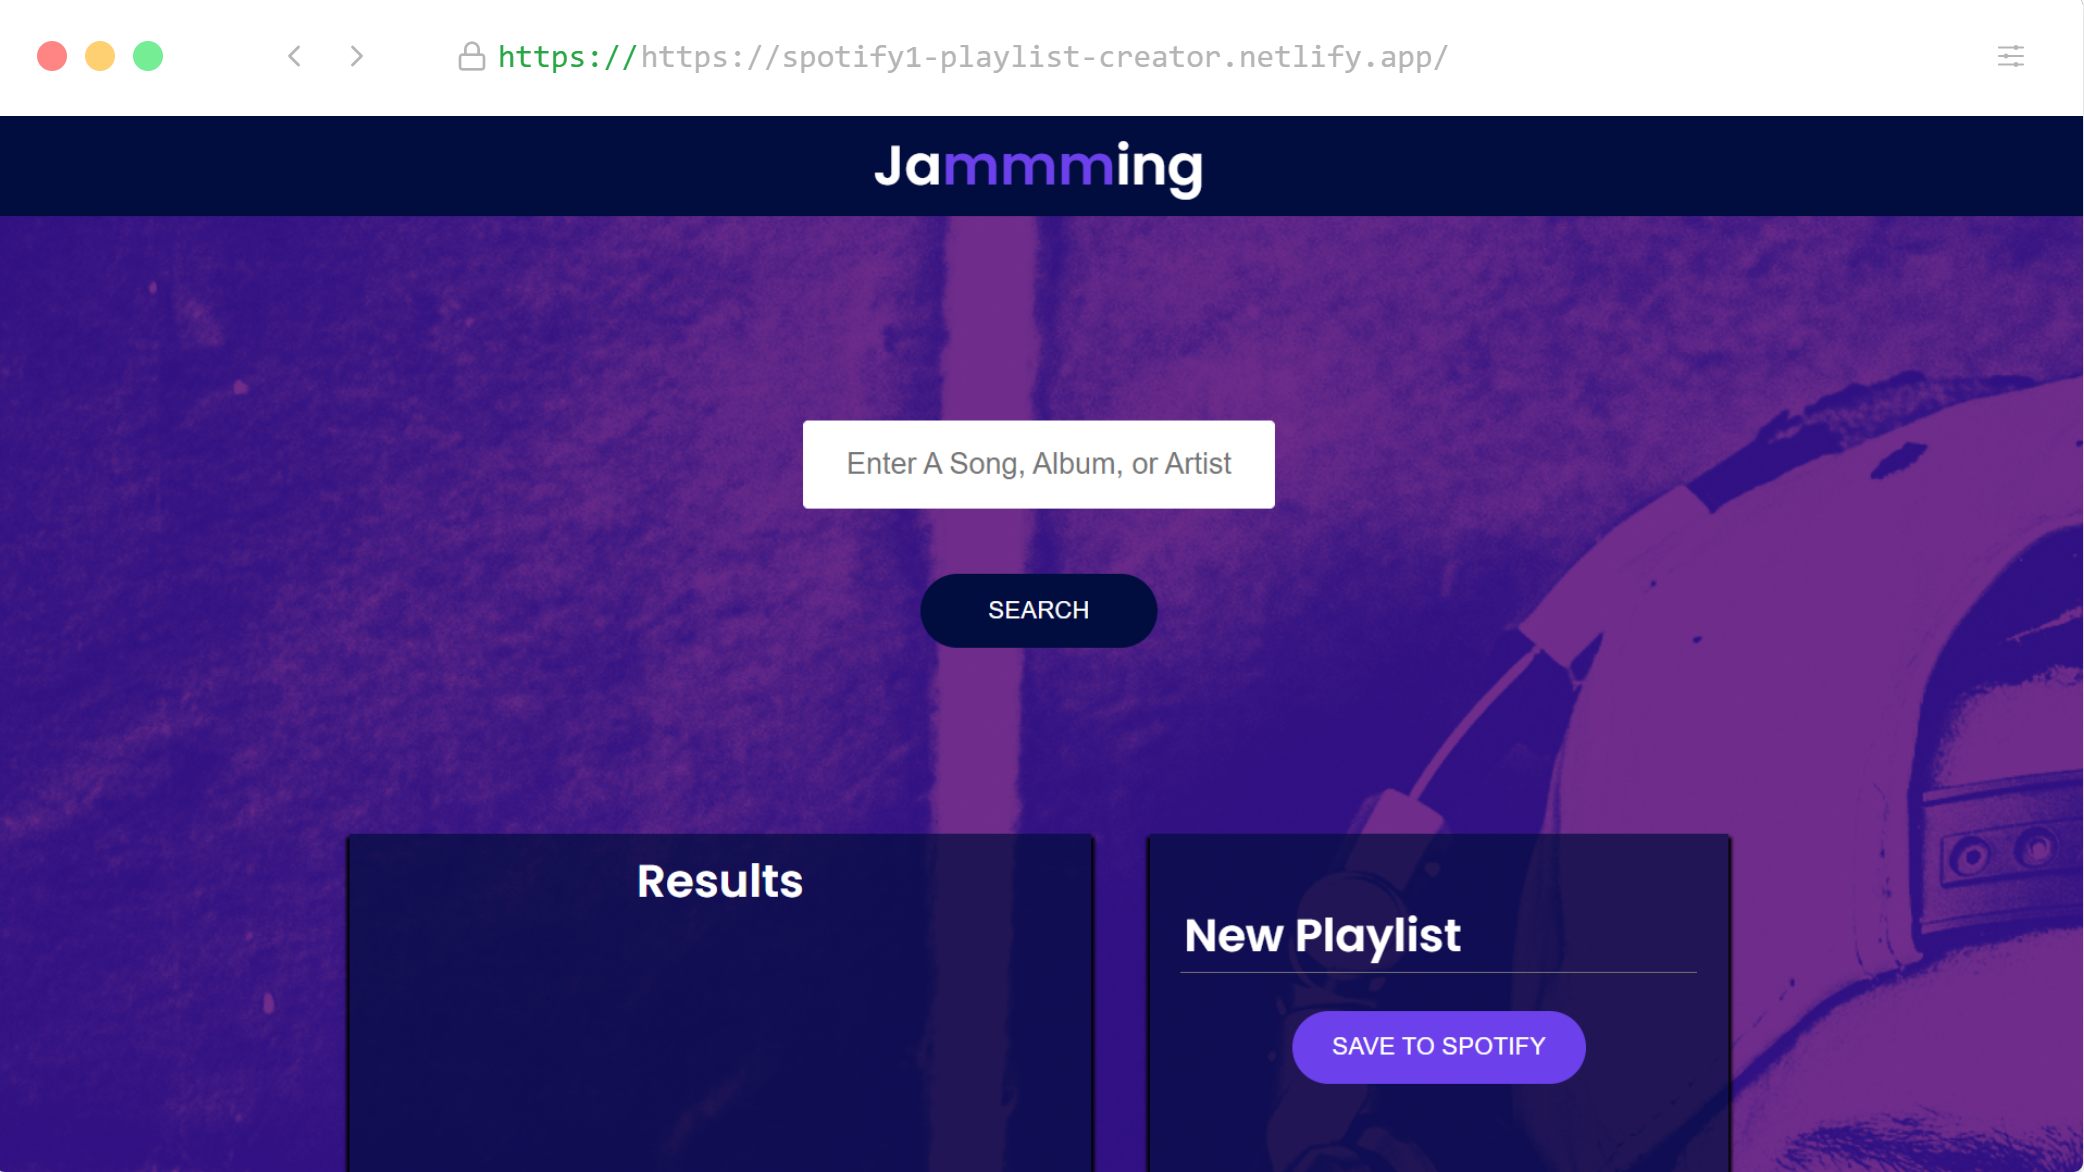 https://https://spotify1-playlist-creator.netlify.app/
Jammming
Enter A Song, Album, or Artist
SEARCH
Results
New Playlist
SAVE TO SPOTIFY